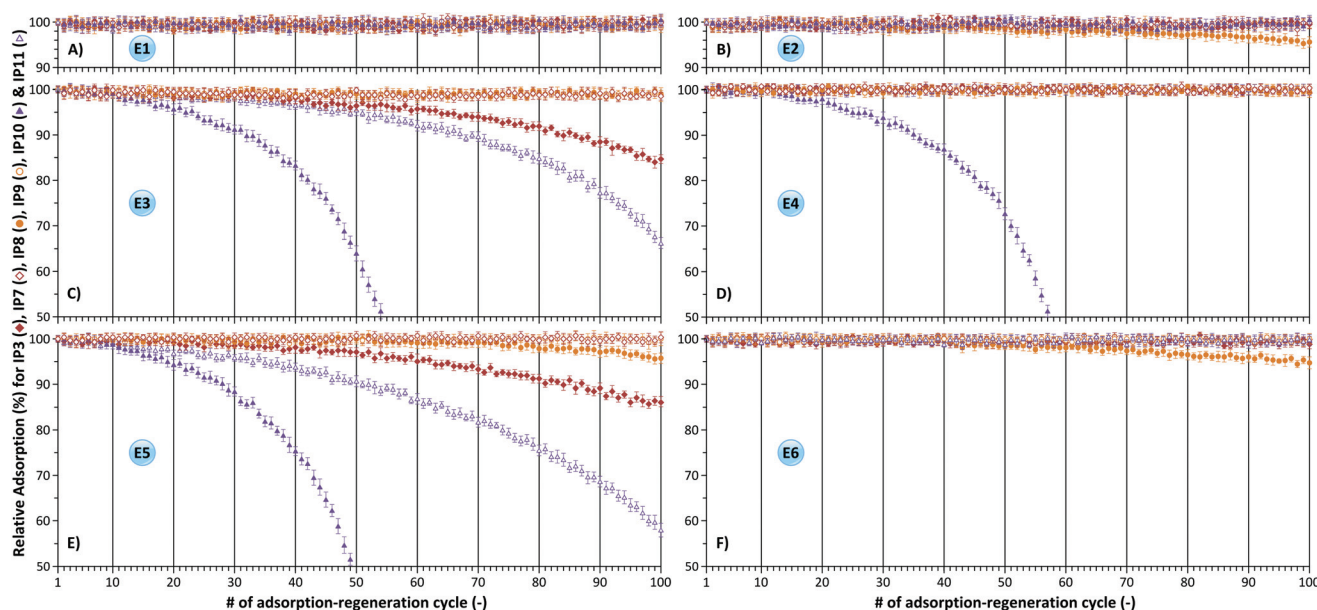 Relative Adsorption (%) for IP3 (◆), IP7 (◇), IP8 (●), IP9 (○), IP10 (▲) & IP11 (△)
100
90
A)
E1
100
90
B)
E2
100
90
80
70
60
50
C)
E3
100
90
80
70
60
50
D)
E4
100
90
80
70
60
50
E)
E5
1 10 20 30 40 50 60 70 80 90 100
# of adsorption-regeneration cycle (-)
100
90
80
70
60
50
F)
E6
1 10 20 30 40 50 60 70 80 90 100
# of adsorption-regeneration cycle (-)